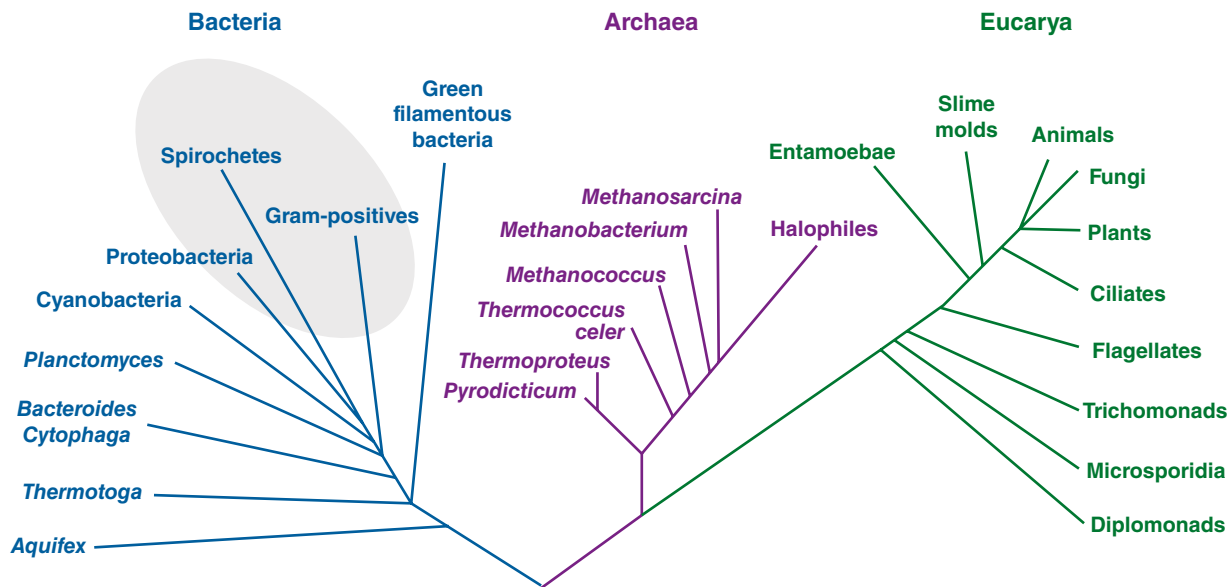 Bacteria
Archaea
Eucarya
Green
filamentous
bacteria
Spirochetes
Gram-positives
Proteobacteria
Cyanobacteria
Planctomyces
Bacteroides
Cytophaga
Thermotoga
Aquifex
Methanosarcina
Methanobacterium
Halophiles
Methanococcus
Thermococcus
celer
Thermoproteus
Pyrodicticum
Entamoebae
Slime
molds
Animals
Fungi
Plants
Ciliates
Flagellates
Trichomonads
Microsporidia
Diplomonads